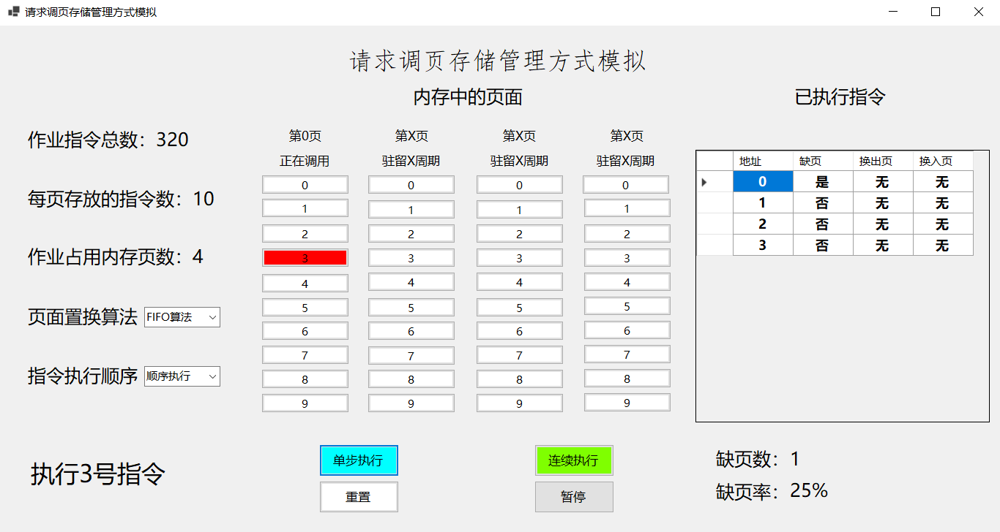 请求调页存储管理方式模拟
请求调页存储管理方式模拟
内存中的页面
已执行指令
作业指令总数：320
每页存放的指令数：10
作业占用内存页数：4
页面置换算法 FIFO算法
指令执行顺序 顺序执行
第0页 第X页 第X页 第X页
正在调用 驻留X周期 驻留X周期 驻留X周期
0 0 0 0
1 1 1 1
2 2 2 2
3 3 3 3
4 4 4 4
5 5 5 5
6 6 6 6
7 7 7 7
8 8 8 8
9 9 9 9
地址 缺页 换出页 换入页
0 是 无 无
1 否 无 无
2 否 无 无
3 否 无 无
执行3号指令
单步执行 连续执行
重置 暂停
缺页数：1
缺页率：25%